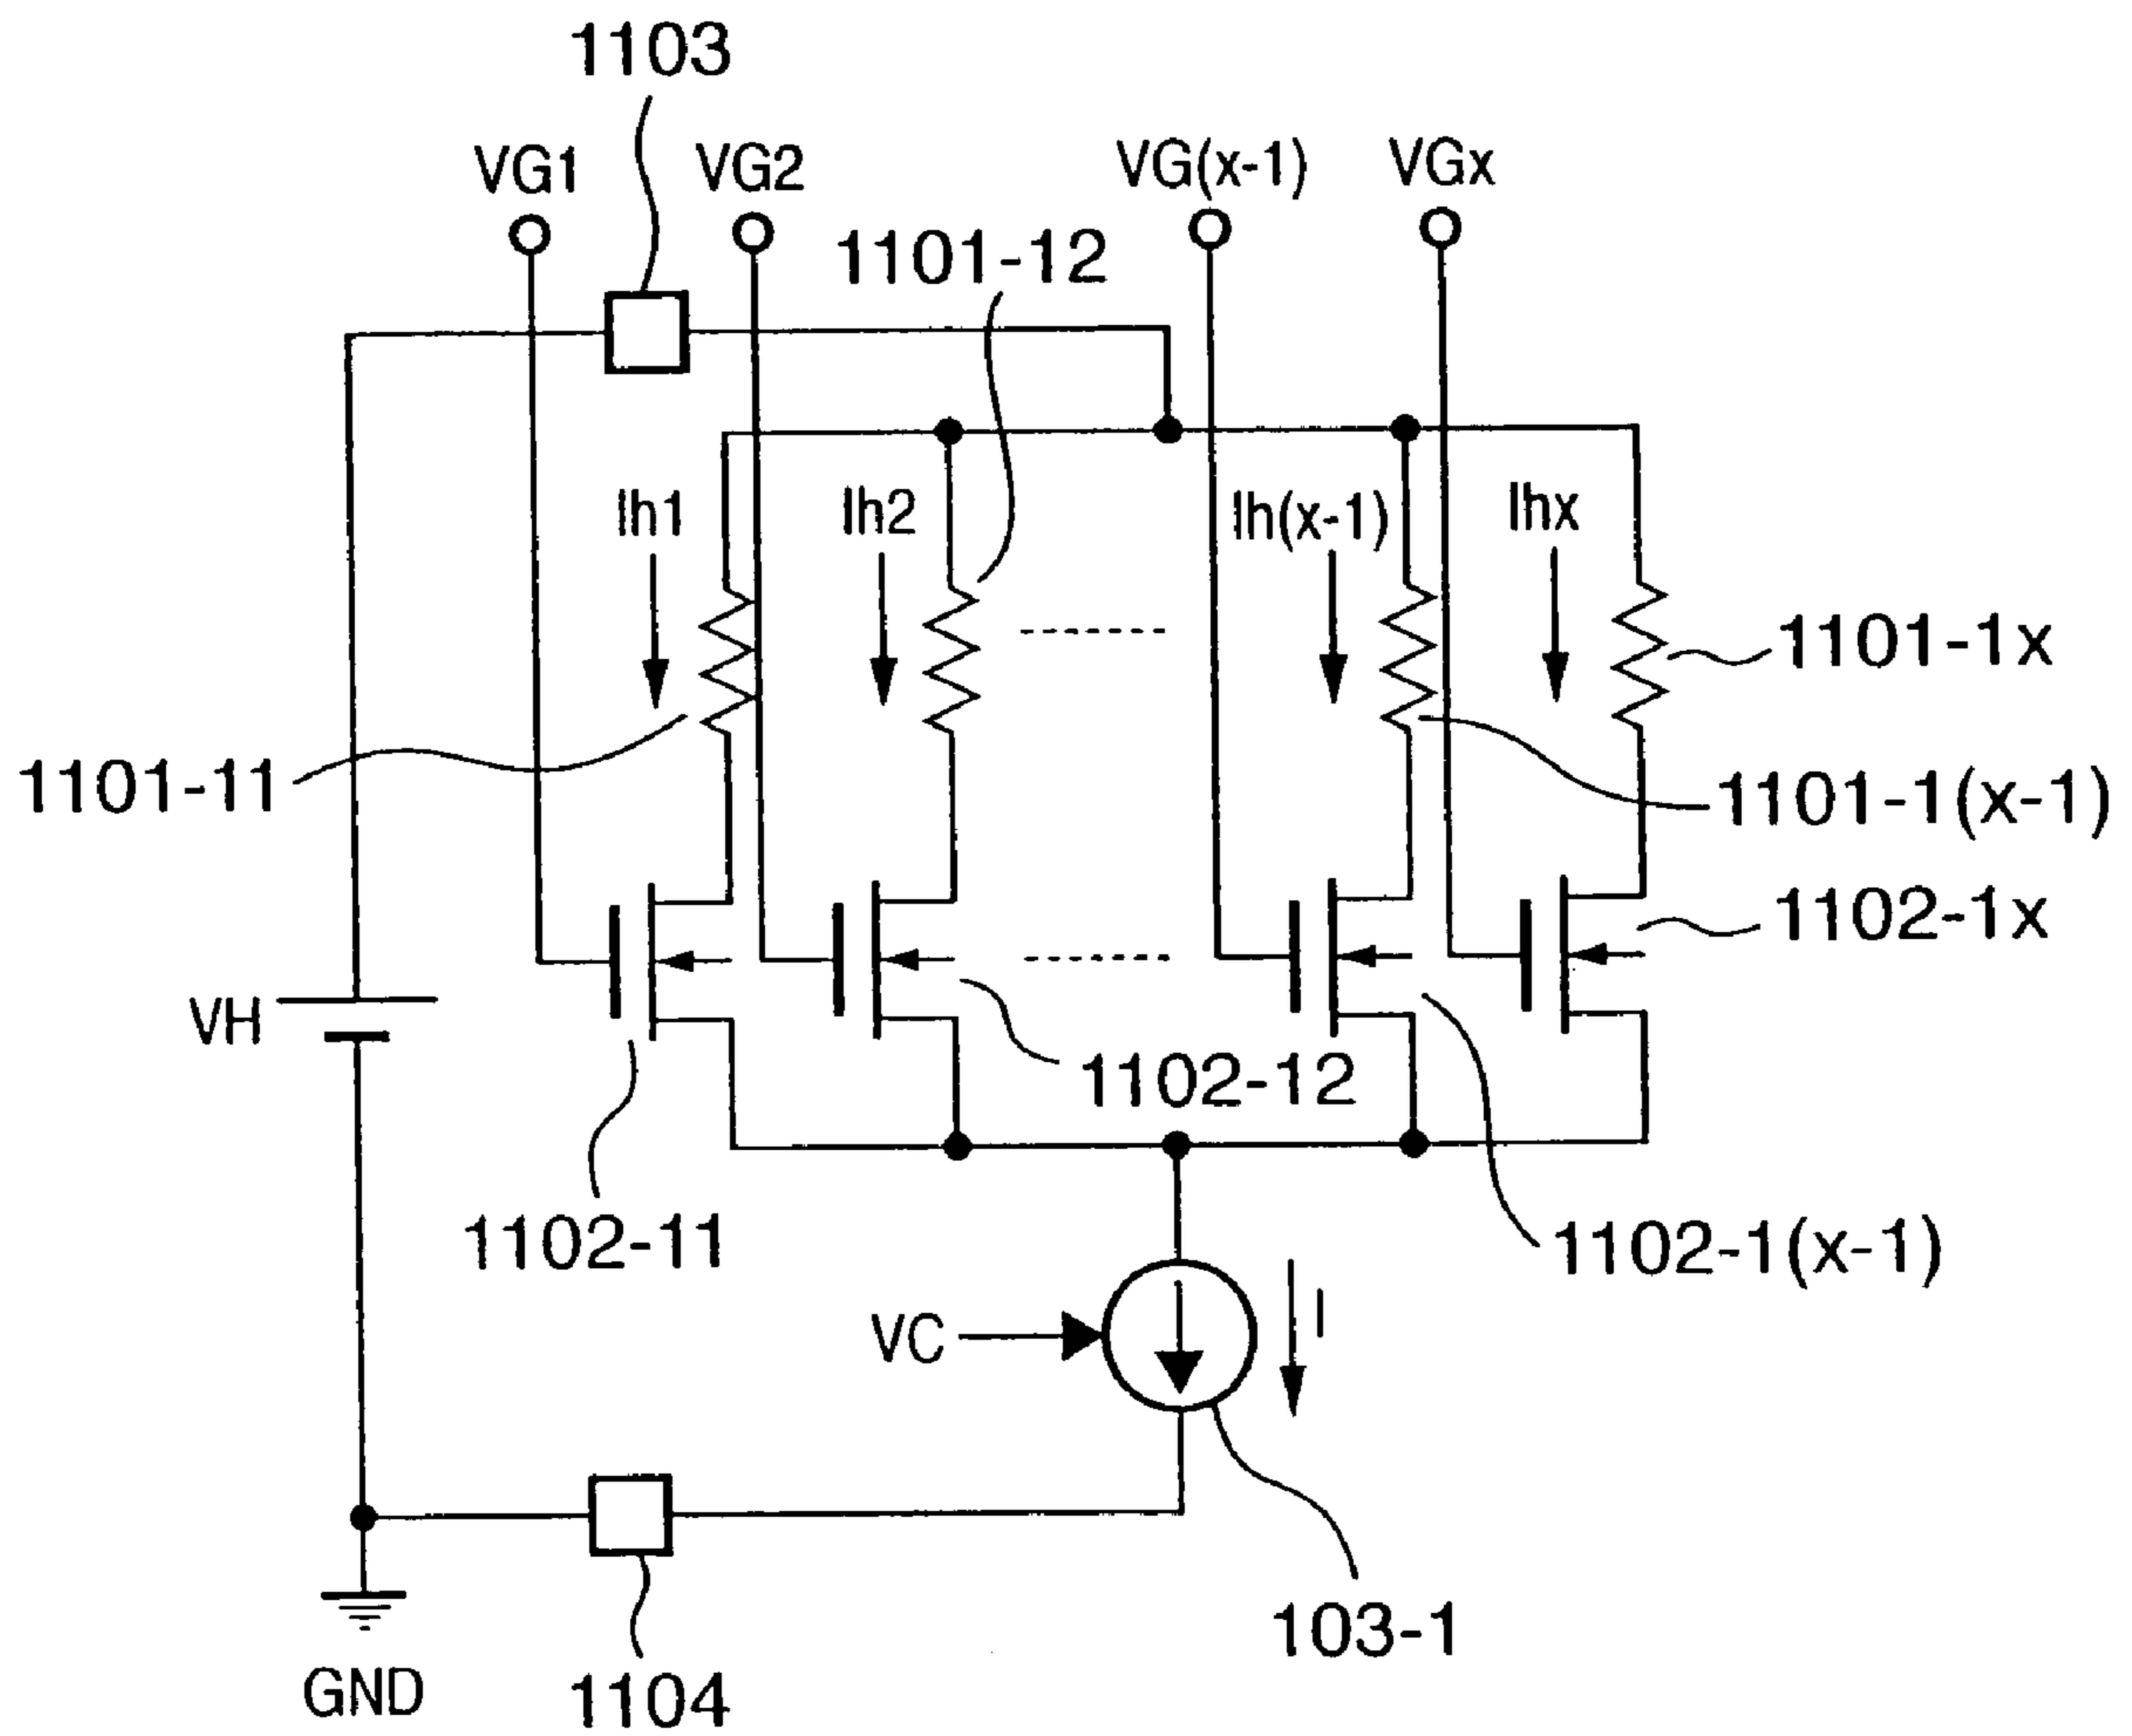 1103
VG1
VG2
VG(x-1)
VGx
1101-12
Ih1
Ih2
Ih(x-1)
Ihx
1101-1x
1101-11
1101-1(x-1)
1102-1x
VH
1102-12
1102-11
1102-1(x-1)
VC
I
103-1
GND
1104